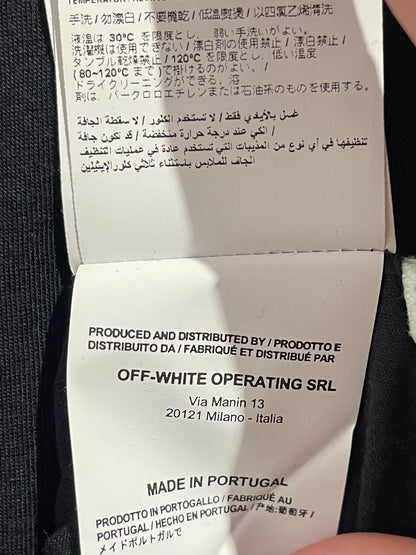 手洗/勿漂白/不要機乾/低温熨燙/以四氯乙烯清洗
液温は 30°C を限度とし、弱い手洗いがよい。
洗濯機は使用できない/漂白剤の使用禁止/漂白剤
タンブル乾燥禁止/120°C を限度とし、低い温度
(80~120°C まで)で掛けるのがよい。
ドライクリーニングができる,溶
剤は、パークロロエチレンまたは石油系のものを使用する。
غسل بالأيادي فقط/ لا تستخدم الكلور/ لا سقطة الجافة
/ الكي عند درجة حرارة منخفضة/ قد تكون جافة
تنظيفها في أي نوع من المذيبات التي تستخدم عادة في عمليات التنظيف
الجاف للملابس باستثناء ثلاثي كلورالإيثيلين
PRODUCED AND DISTRIBUTED BY / PRODOTTO E
DISTRIBUITO DA / FABRIQUÉ ET DISTRIBUÉ PAR
OFF-WHITE OPERATING SRL
Via Manin 13
20121 Milano - Italia
MADE IN PORTUGAL
PRODOTTO IN PORTOGALLO / FABRIQUÉ AU
PORTUGAL / HECHO EN PORTUGAL / 产地:葡萄牙 /
メイドポルトガルで